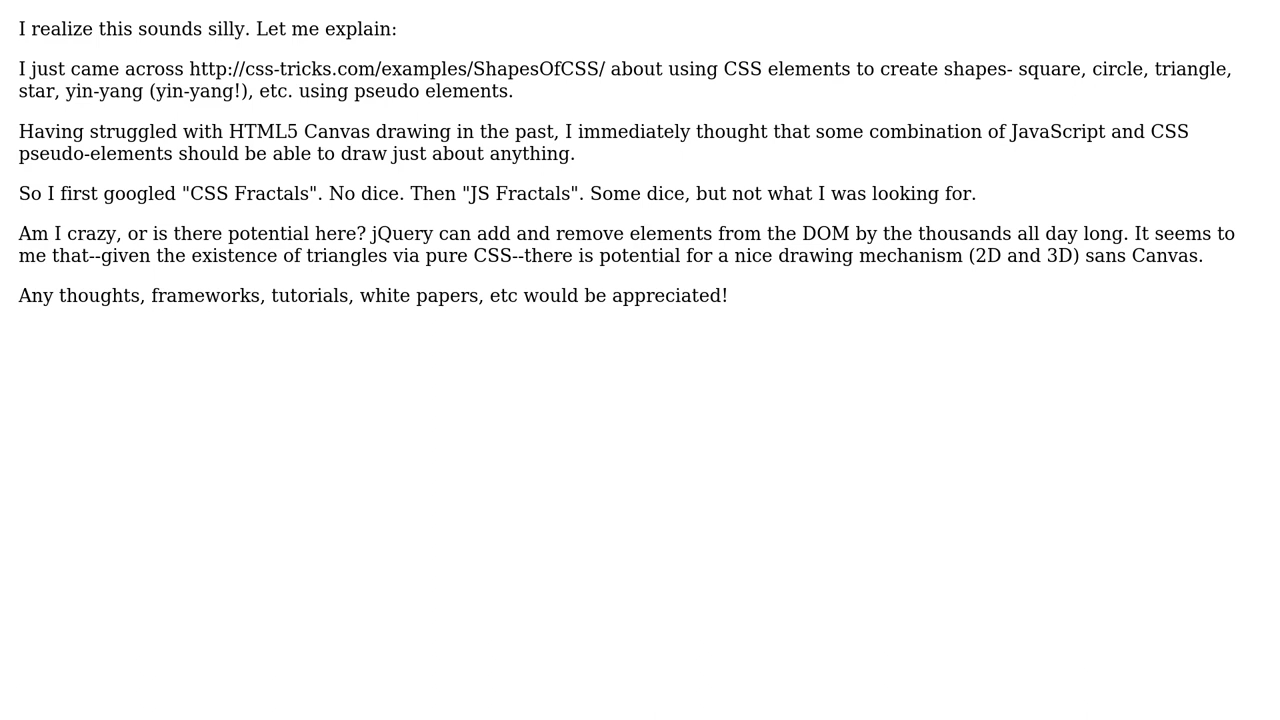 I realize this sounds silly. Let me explain:
I just came across http://css-tricks.com/examples/ShapesOfCSS/ about using CSS elements to create shapes- square, circle, triangle,
star, yin-yang (yin-yang!), etc. using pseudo elements.
Having struggled with HTML5 Canvas drawing in the past, I immediately thought that some combination of JavaScript and CSS
pseudo-elements should be able to draw just about anything.
So I first googled "CSS Fractals". No dice. Then "JS Fractals". Some dice, but not what I was looking for.
Am I crazy, or is there potential here? jQuery can add and remove elements from the DOM by the thousands all day long. It seems to
me that--given the existence of triangles via pure CSS--there is potential for a nice drawing mechanism (2D and 3D) sans Canvas.
Any thoughts, frameworks, tutorials, white papers, etc would be appreciated!